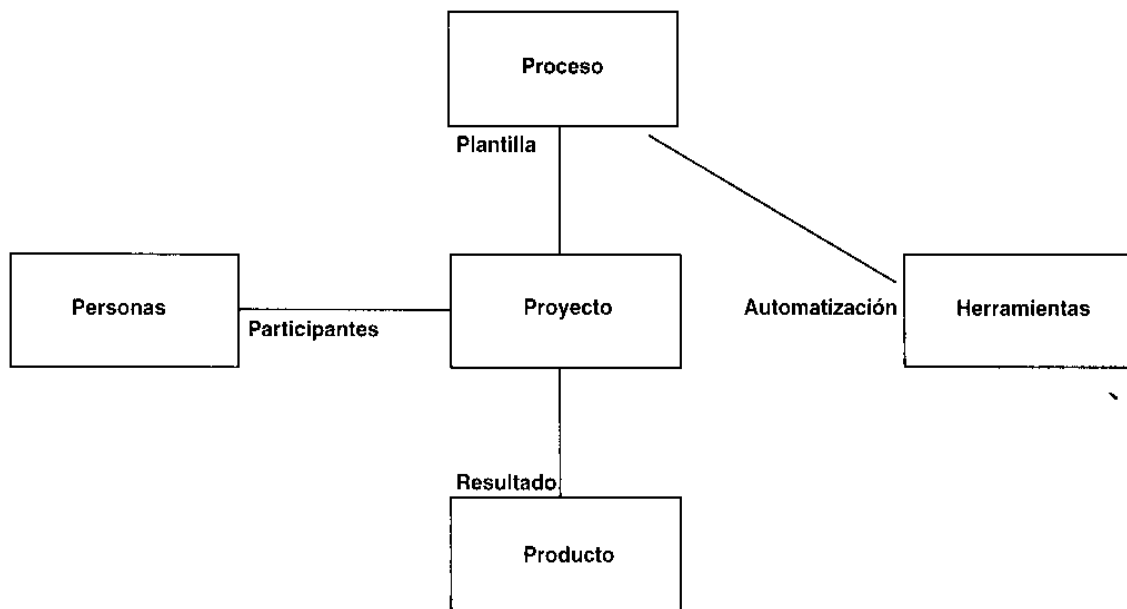 Proceso
Plantilla
Personas
Participantes
Proyecto
Automatización
Herramientas
Resultado
Producto